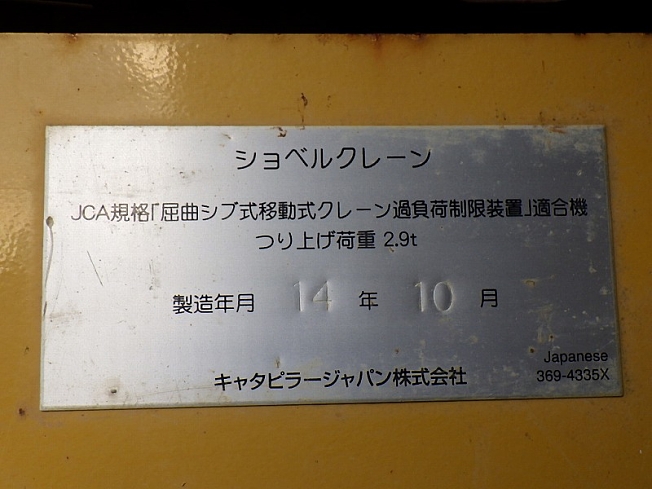 ショベルクレーン
JCA規格「屈曲ジブ式移動式クレーン過負荷制限装置」適合機
つり上げ荷重 2.9t
製造年月 14 年 10 月
キャタピラージャパン株式会社
Japanese
369-4335X